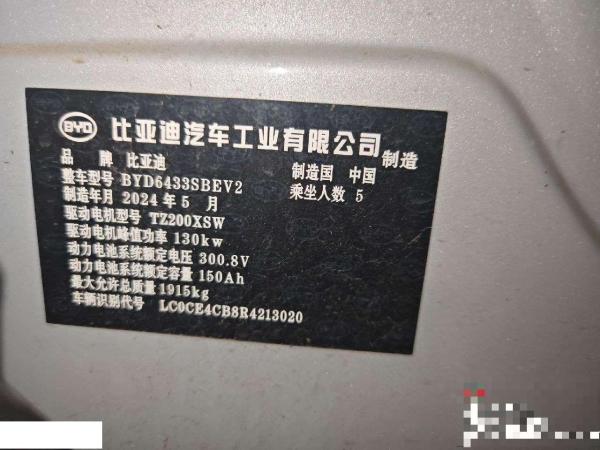 BYD 比亚迪汽车工业有限公司 制造
品 牌 比亚迪 制造国 中国
整车型号 BYD6433SBEV2 乘坐人数 5
制造年月 2024 年 5 月
驱动电机型号 TZ200XSW
驱动电机峰值功率 130kw
动力电池系统额定电压 300.8V
动力电池系统额定容量 150Ah
最大允许总质量 1915kg
车辆识别代号 LC0CE4CB8R4213020